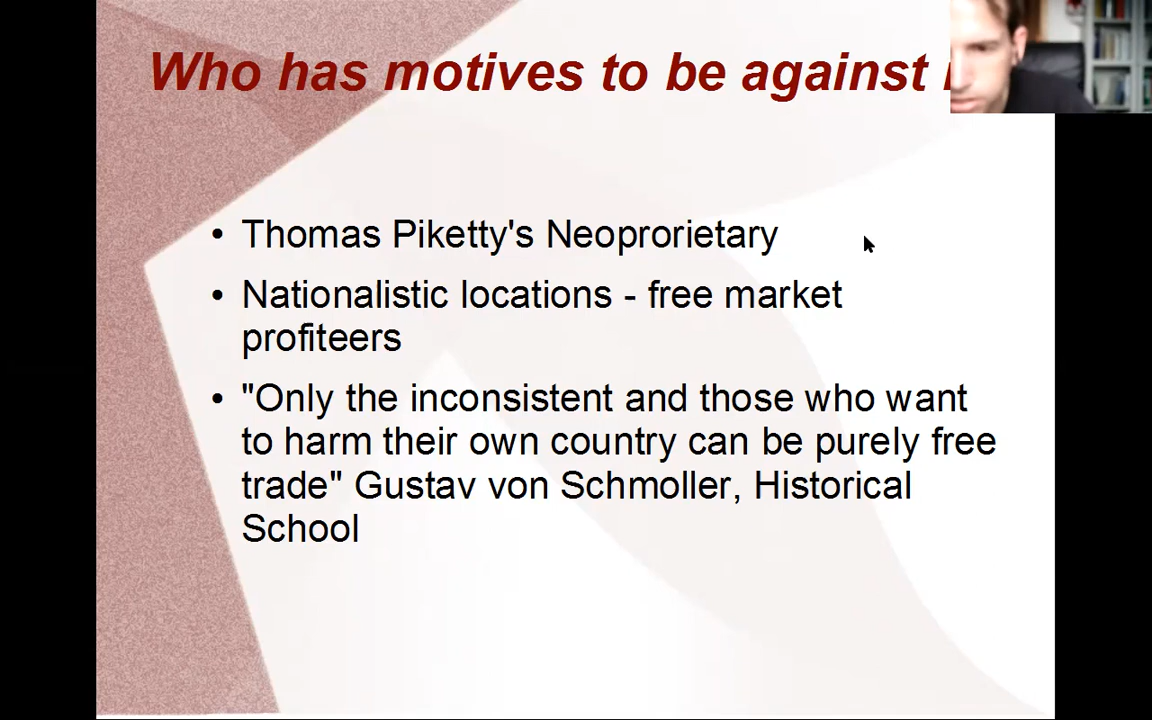 Who has motives to be against
• Thomas Piketty's Neoprorietary
• Nationalistic locations - free market
profiteers
• "Only the inconsistent and those who want
to harm their own country can be purely free
trade" Gustav von Schmoller, Historical
School